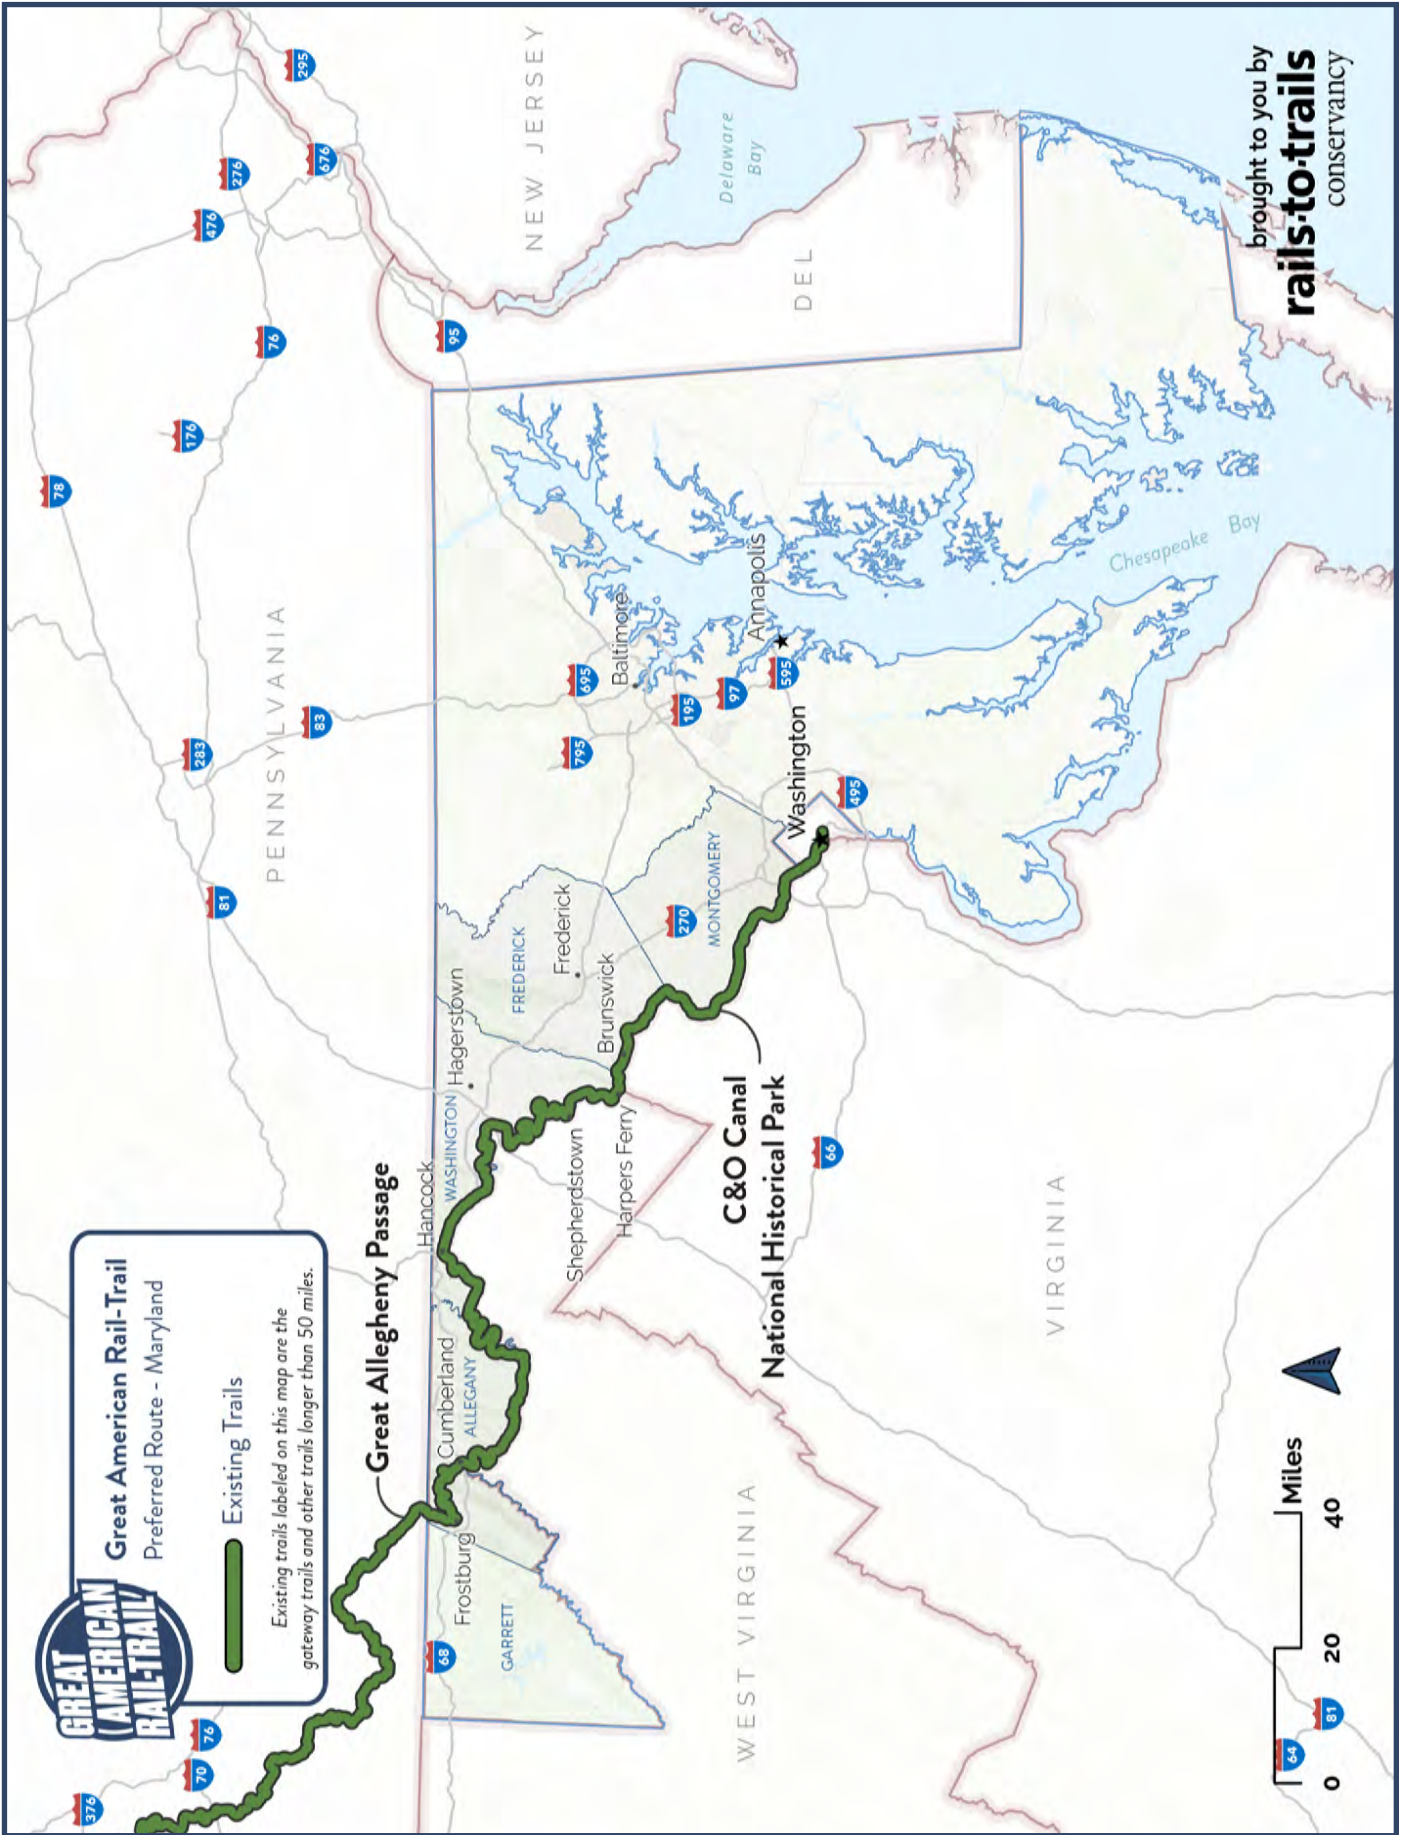 GREAT
AMERICAN
RAIL-TRAIL
Great American Rail-Trail
Preferred Route - Maryland
Existing Trails
Existing trails labeled on this map are the
gateway trails and other trails longer than 50 miles.
376
70
76
81
283
83
78
176
76
476
276
676
295
95
PENNSYLVANIA
NEW JERSEY
Delaware
Bay
DEL
Great Allegheny Passage
68
Frostburg
GARRETT
Cumberland
ALLEGANY
Hancock
WASHINGTON
Hagerstown
FREDERICK
Frederick
Brunswick
Shepherdstown
Harpers Ferry
270
MONTGOMERY
795
695
Baltimore
195
97
595
Annapolis
Washington
495
Chesapeake Bay
C&O Canal
National Historical Park
66
WEST VIRGINIA
VIRGINIA
64
81
0
20
40
Miles
brought to you by
rails·to·trails
conservancy